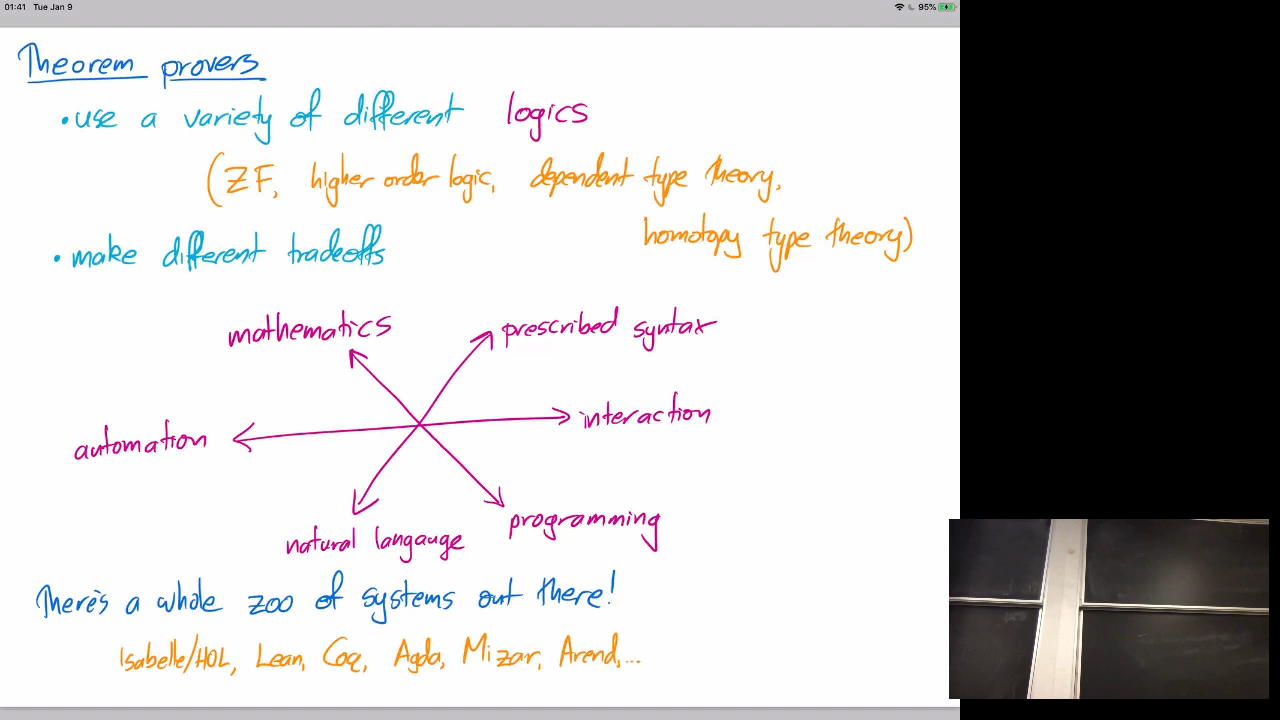 01:41 Tue Jan 9 95%
Theorem provers
• use a variety of different logics
(ZF, higher order logic, dependent type theory,
homotopy type theory)
• make different tradeoffs
mathematics
prescribed syntax
automation
interaction
natural langauge
programming
There's a whole zoo of systems out there!
Isabelle/HOL, Lean, Coq, Agda, Mizar, Arend,...